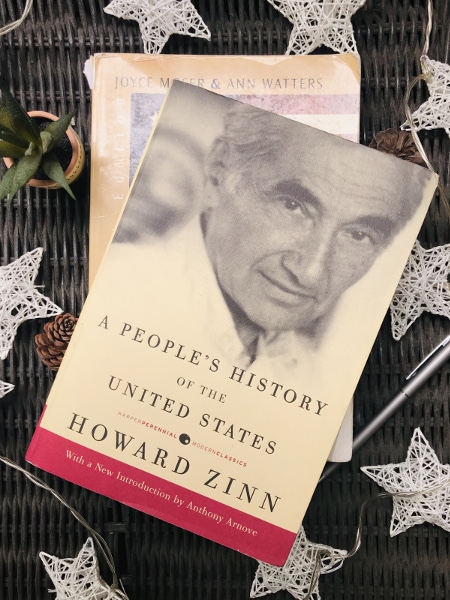 JOYCE MOSER & ANN WATTERS
A PEOPLE'S HISTORY
OF THE
UNITED STATES
HARPERPERENNIAL MODERNCLASSICS
HOWARD ZINN
With a New Introduction by Anthony Arnove